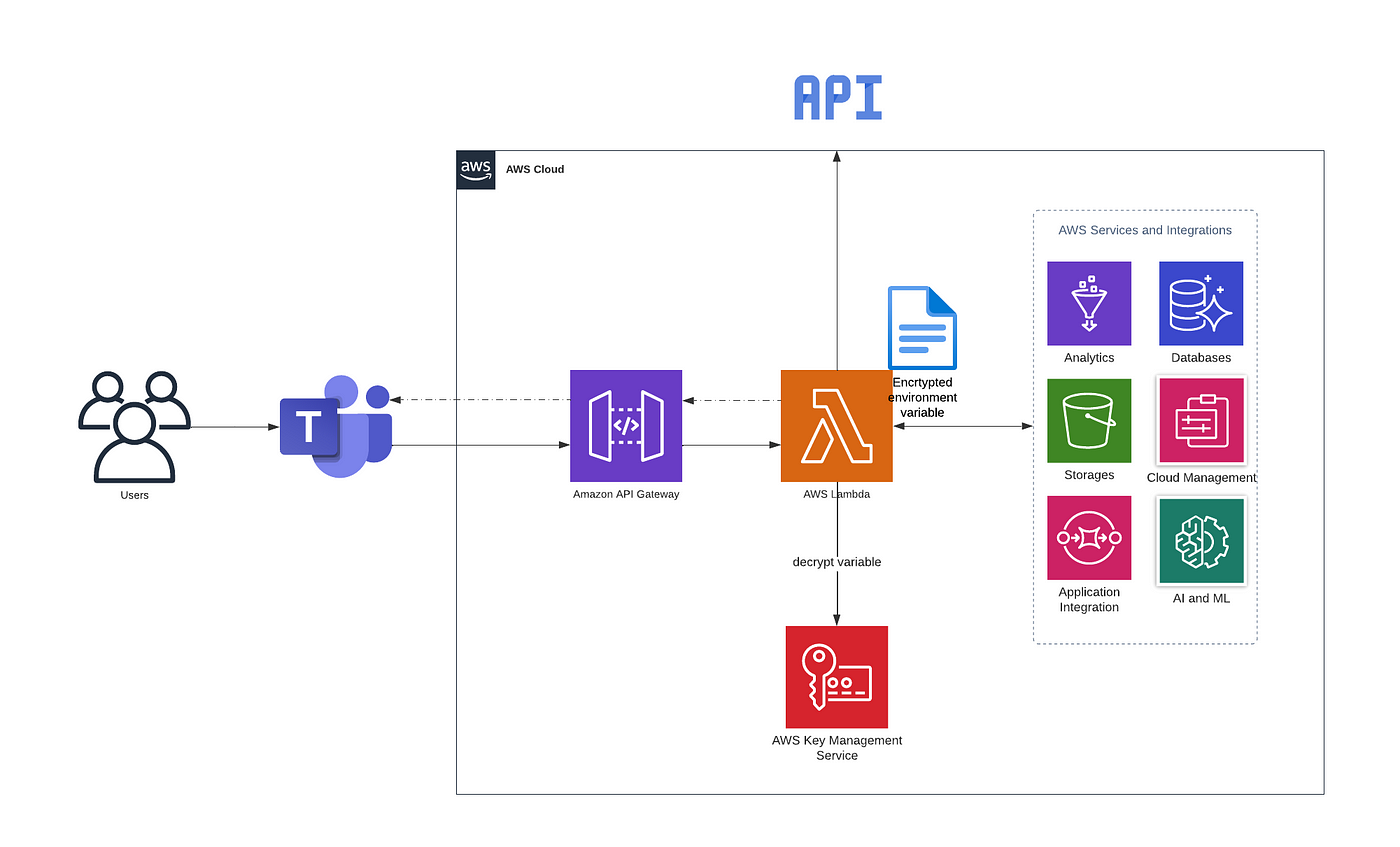 API
aws
AWS Cloud
AWS Services and Integrations
Analytics
Databases
Encrtypted
environment
variable
T
Storages
Cloud Management
Users
Amazon API Gateway
AWS Lambda
decrypt variable
Application
Integration
AI and ML
AWS Key Management
Service